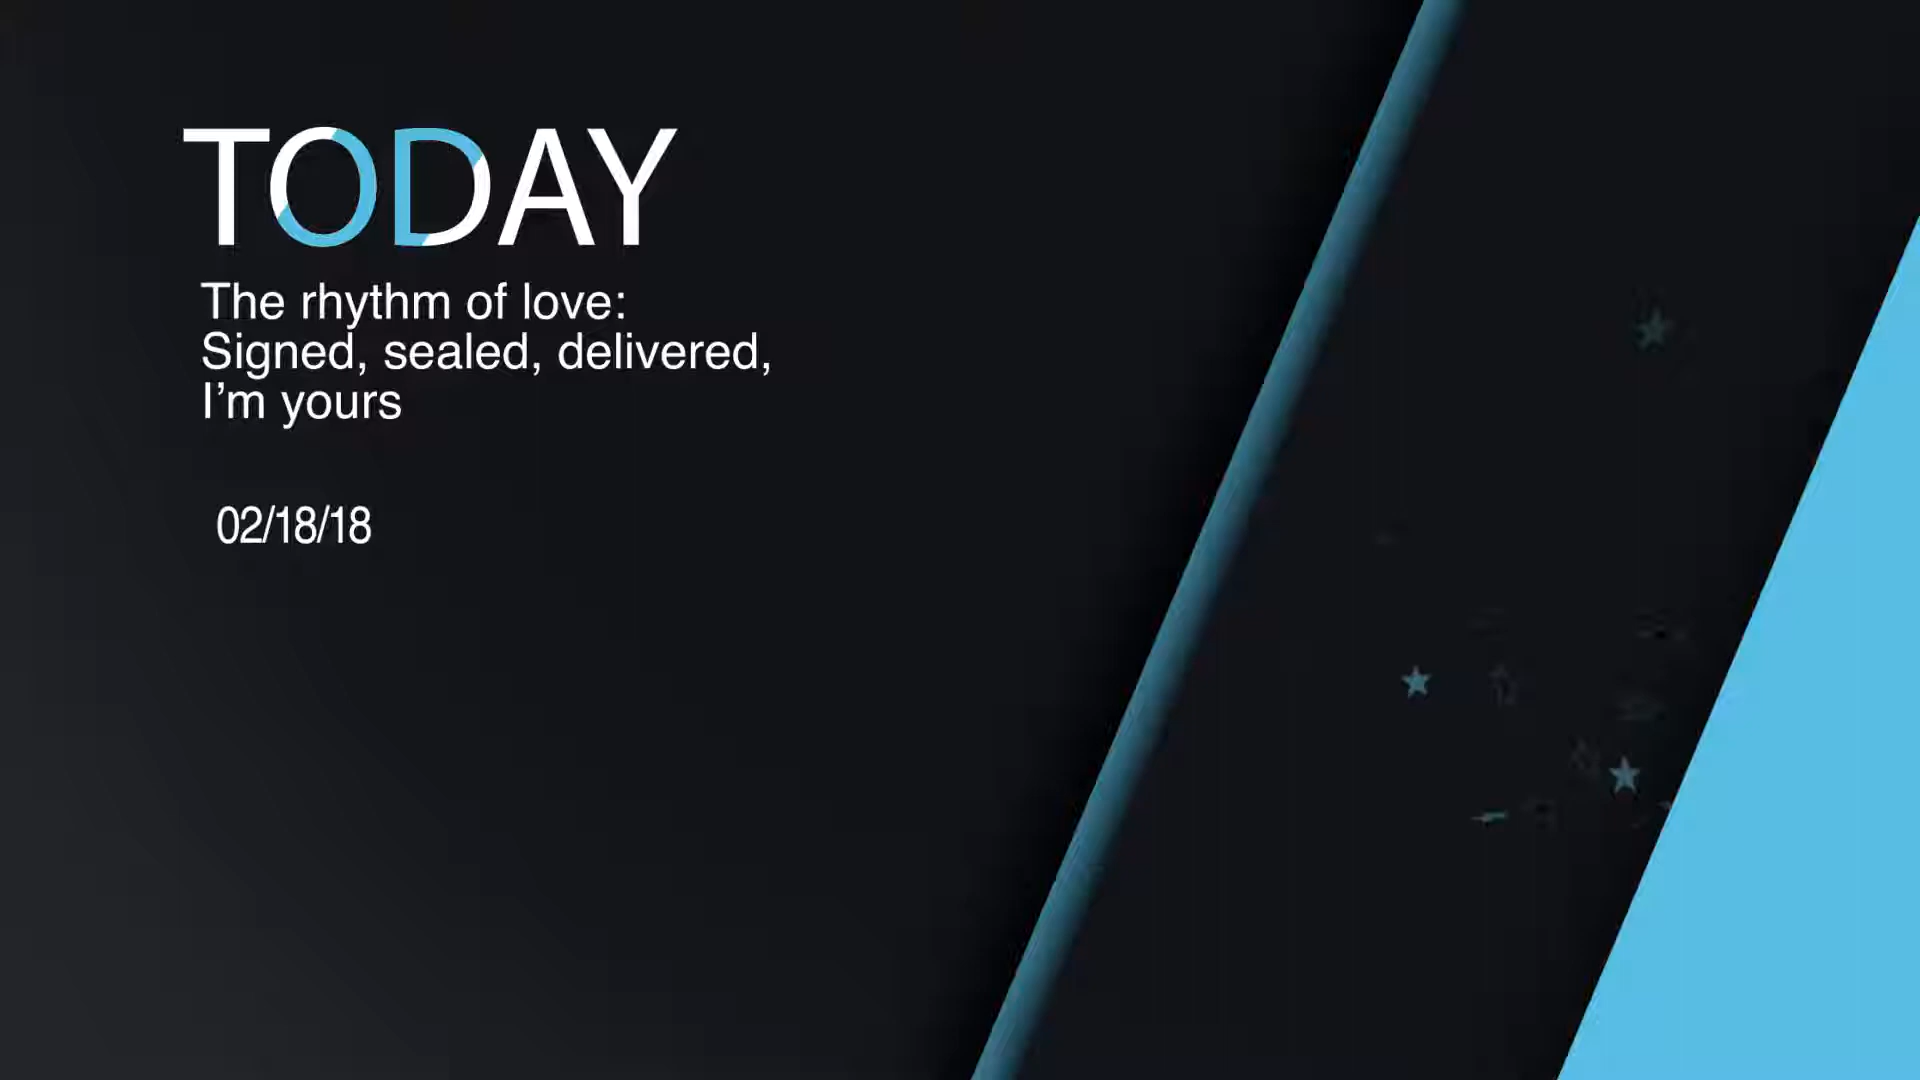 TODAY
The rhythm of love:
Signed, sealed, delivered,
I’m yours
02/18/18